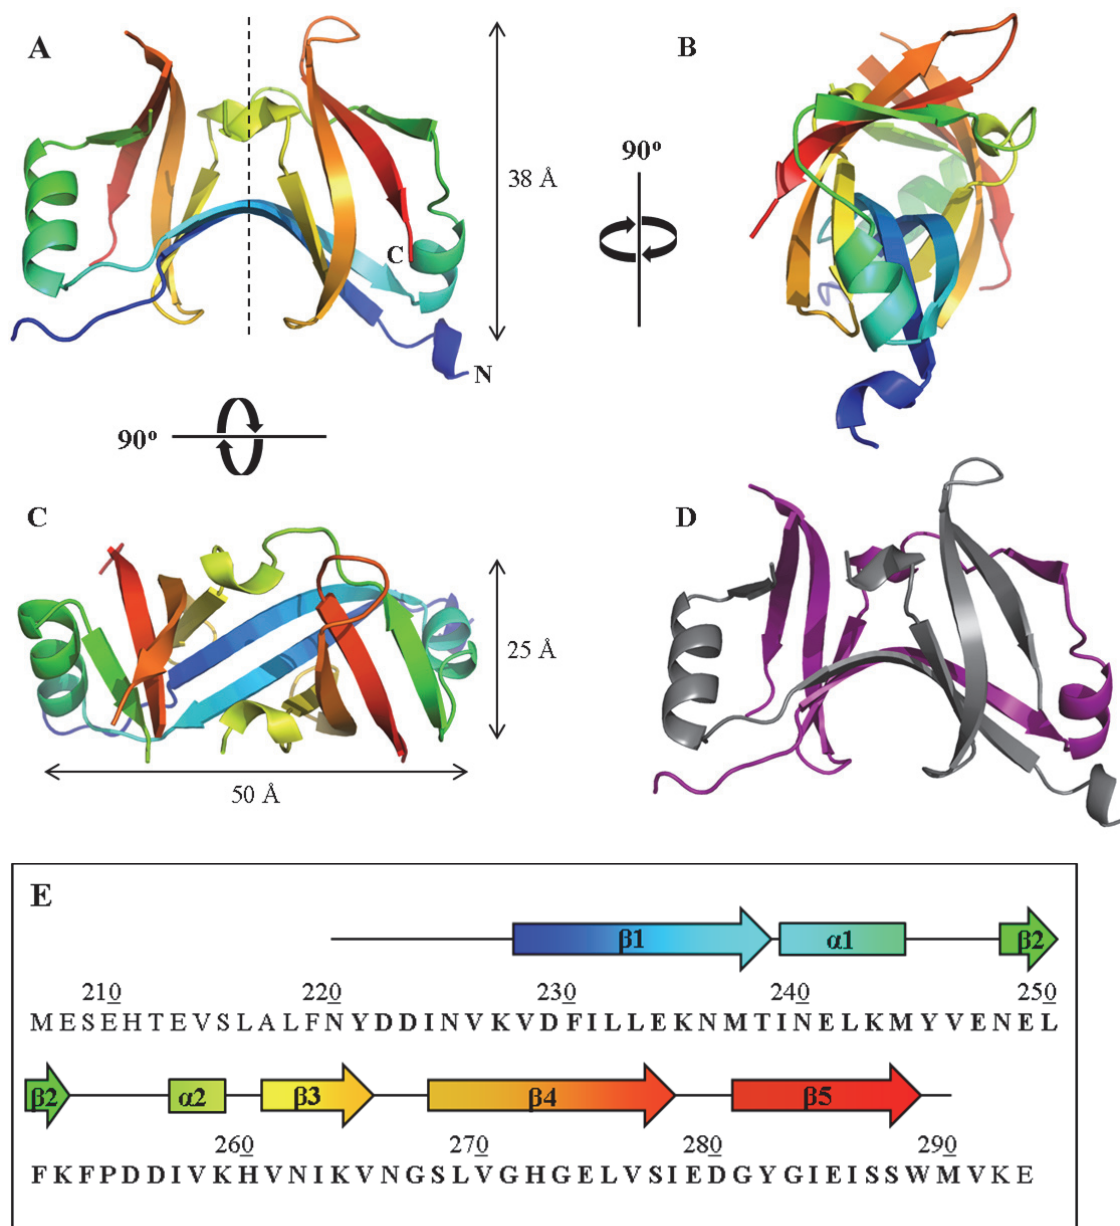 A
B
90°
38 Å
C
N
90°
C
D
25 Å
50 Å
E
β1
α1
β2
210
220
230
240
250
MESEHTEVSLALFNYDDINVKVDFILLEKNMTINELKMYVENEL
β2
α2
β3
β4
β5
260
270
280
290
FKFPDDIVKHVNIKVNGSLVGHGELVSIEDGYGIEISSWMVKE